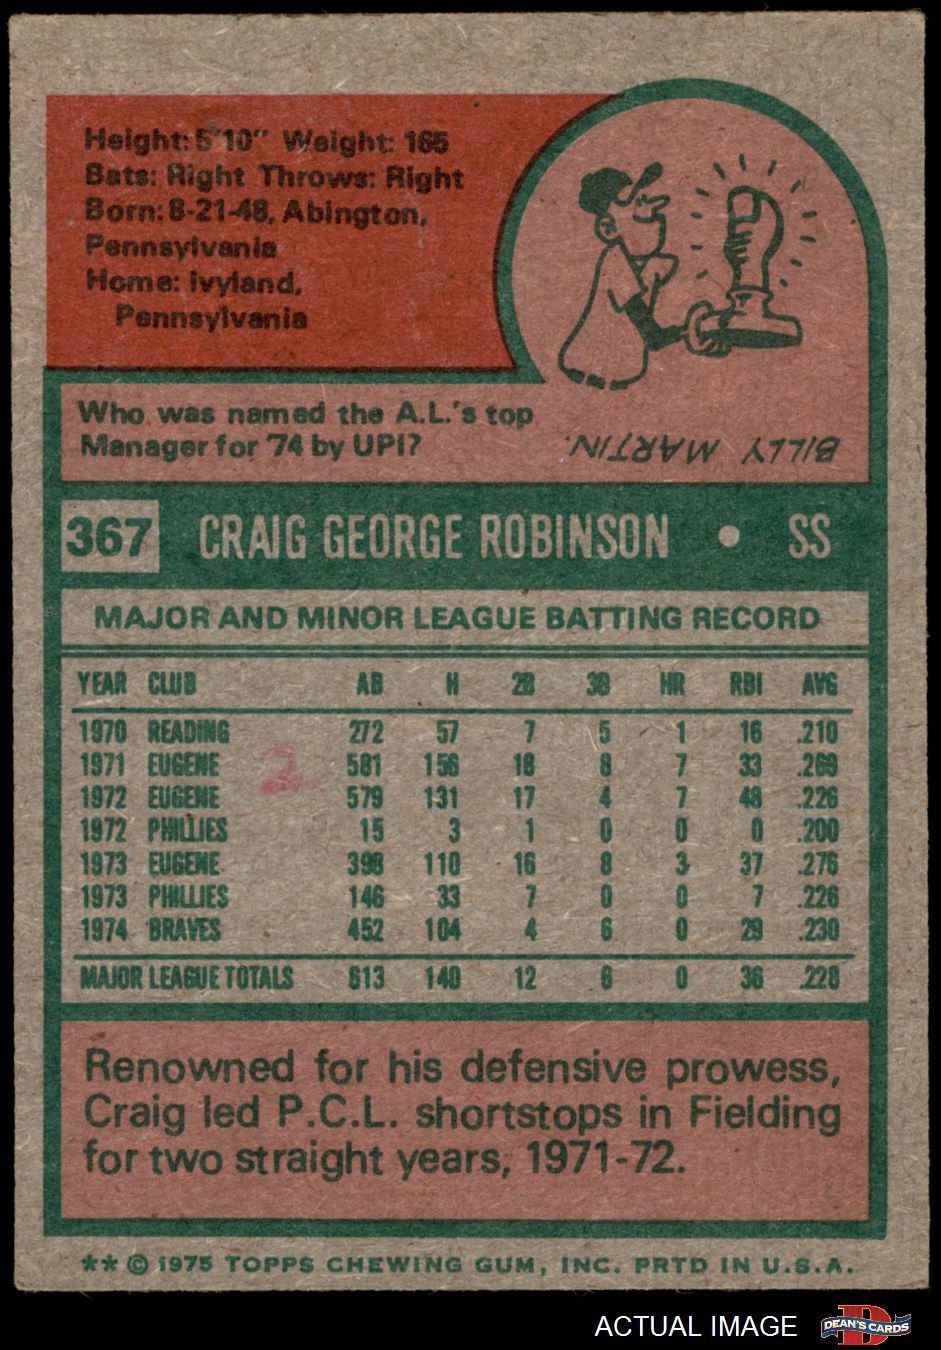 Height: 5'10" Weight: 165
Bats: Right Throws: Right
Born: 8-21-48, Abington,
Pennsylvania
Home: Ivyland,
Pennsylvania
Who was named the A.L.'s top
Manager for '74 by UPI?
BILLY MARTIN.
367 CRAIG GEORGE ROBINSON • SS
MAJOR AND MINOR LEAGUE BATTING RECORD
YEAR CLUB AB H 2B 3B HR RBI AVG
1970 READING 272 57 7 5 1 16 .210
1971 EUGENE 2 581 156 18 8 7 33 .269
1972 EUGENE 579 131 17 4 7 48 .226
1972 PHILLIES 15 3 1 0 0 0 .200
1973 EUGENE 398 110 16 8 3 37 .276
1973 PHILLIES 146 33 7 0 0 7 .226
1974 BRAVES 452 104 4 6 0 29 .230
MAJOR LEAGUE TOTALS 613 140 12 6 0 36 .228
Renowned for his defensive prowess,
Craig led P.C.L. shortstops in Fielding
for two straight years, 1971-72.
** © 1975 TOPPS CHEWING GUM, INC. PRTD IN U.S.A.
ACTUAL IMAGE
DEAN'S CARDS